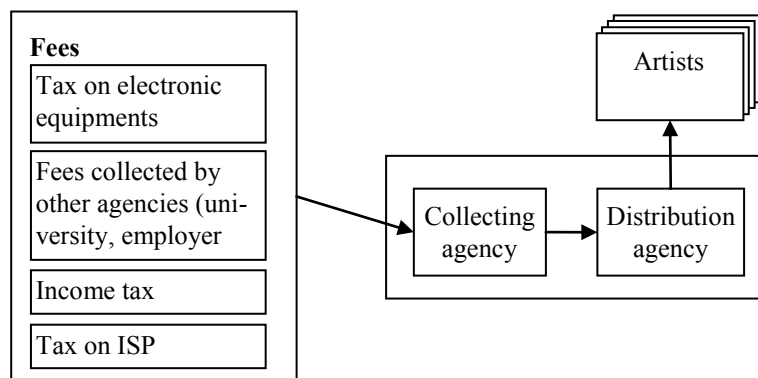 Fees
Tax on electronic
equipments
Fees collected by
other agencies (uni-
versity, employer
Income tax
Tax on ISP
Artists
Collecting
agency
Distribution
agency